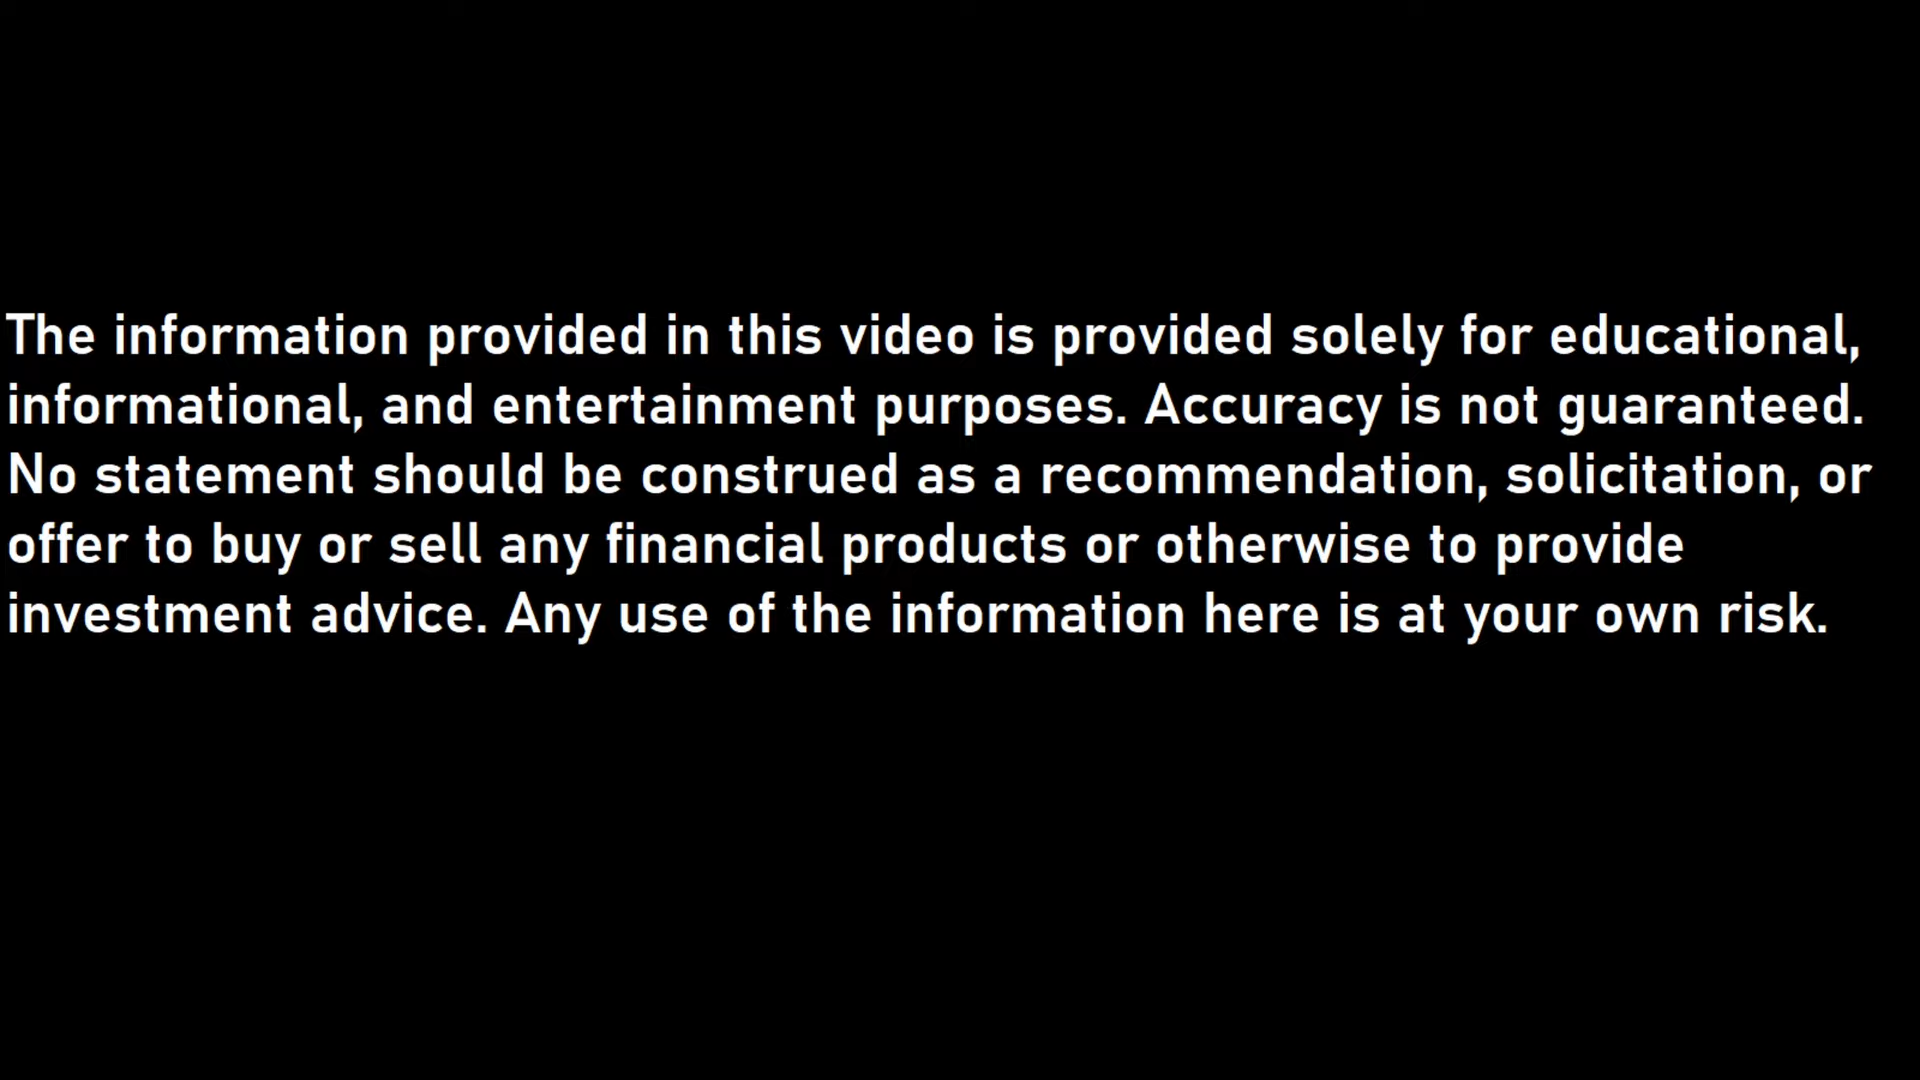 The information provided in this video is provided solely for educational,
informational, and entertainment purposes. Accuracy is not guaranteed.
No statement should be construed as a recommendation, solicitation, or
offer to buy or sell any financial products or otherwise to provide
investment advice. Any use of the information here is at your own risk.